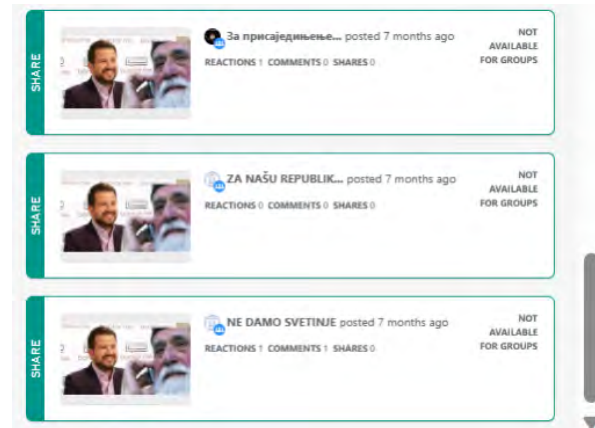 SHARE
За присаједињење... posted 7 months ago
REACTIONS 1 COMMENTS 0 SHARES 0
NOT
AVAILABLE
FOR GROUPS
SHARE
ZA NAŠU REPUBLIK... posted 7 months ago
REACTIONS 0 COMMENTS 0 SHARES 0
NOT
AVAILABLE
FOR GROUPS
SHARE
NE DAMO SVETINJE posted 7 months ago
REACTIONS 1 COMMENTS 1 SHARES 0
NOT
AVAILABLE
FOR GROUPS